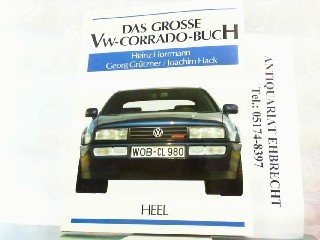 DAS GROSSE
VW-CORRADO-BUCH
Heinz Horrmann
Georg Grützner / Joachim Hack
WOB-CL 980
HEEL
ANTIQUARIAT EHBRECHT
Tel.: 05174-8397